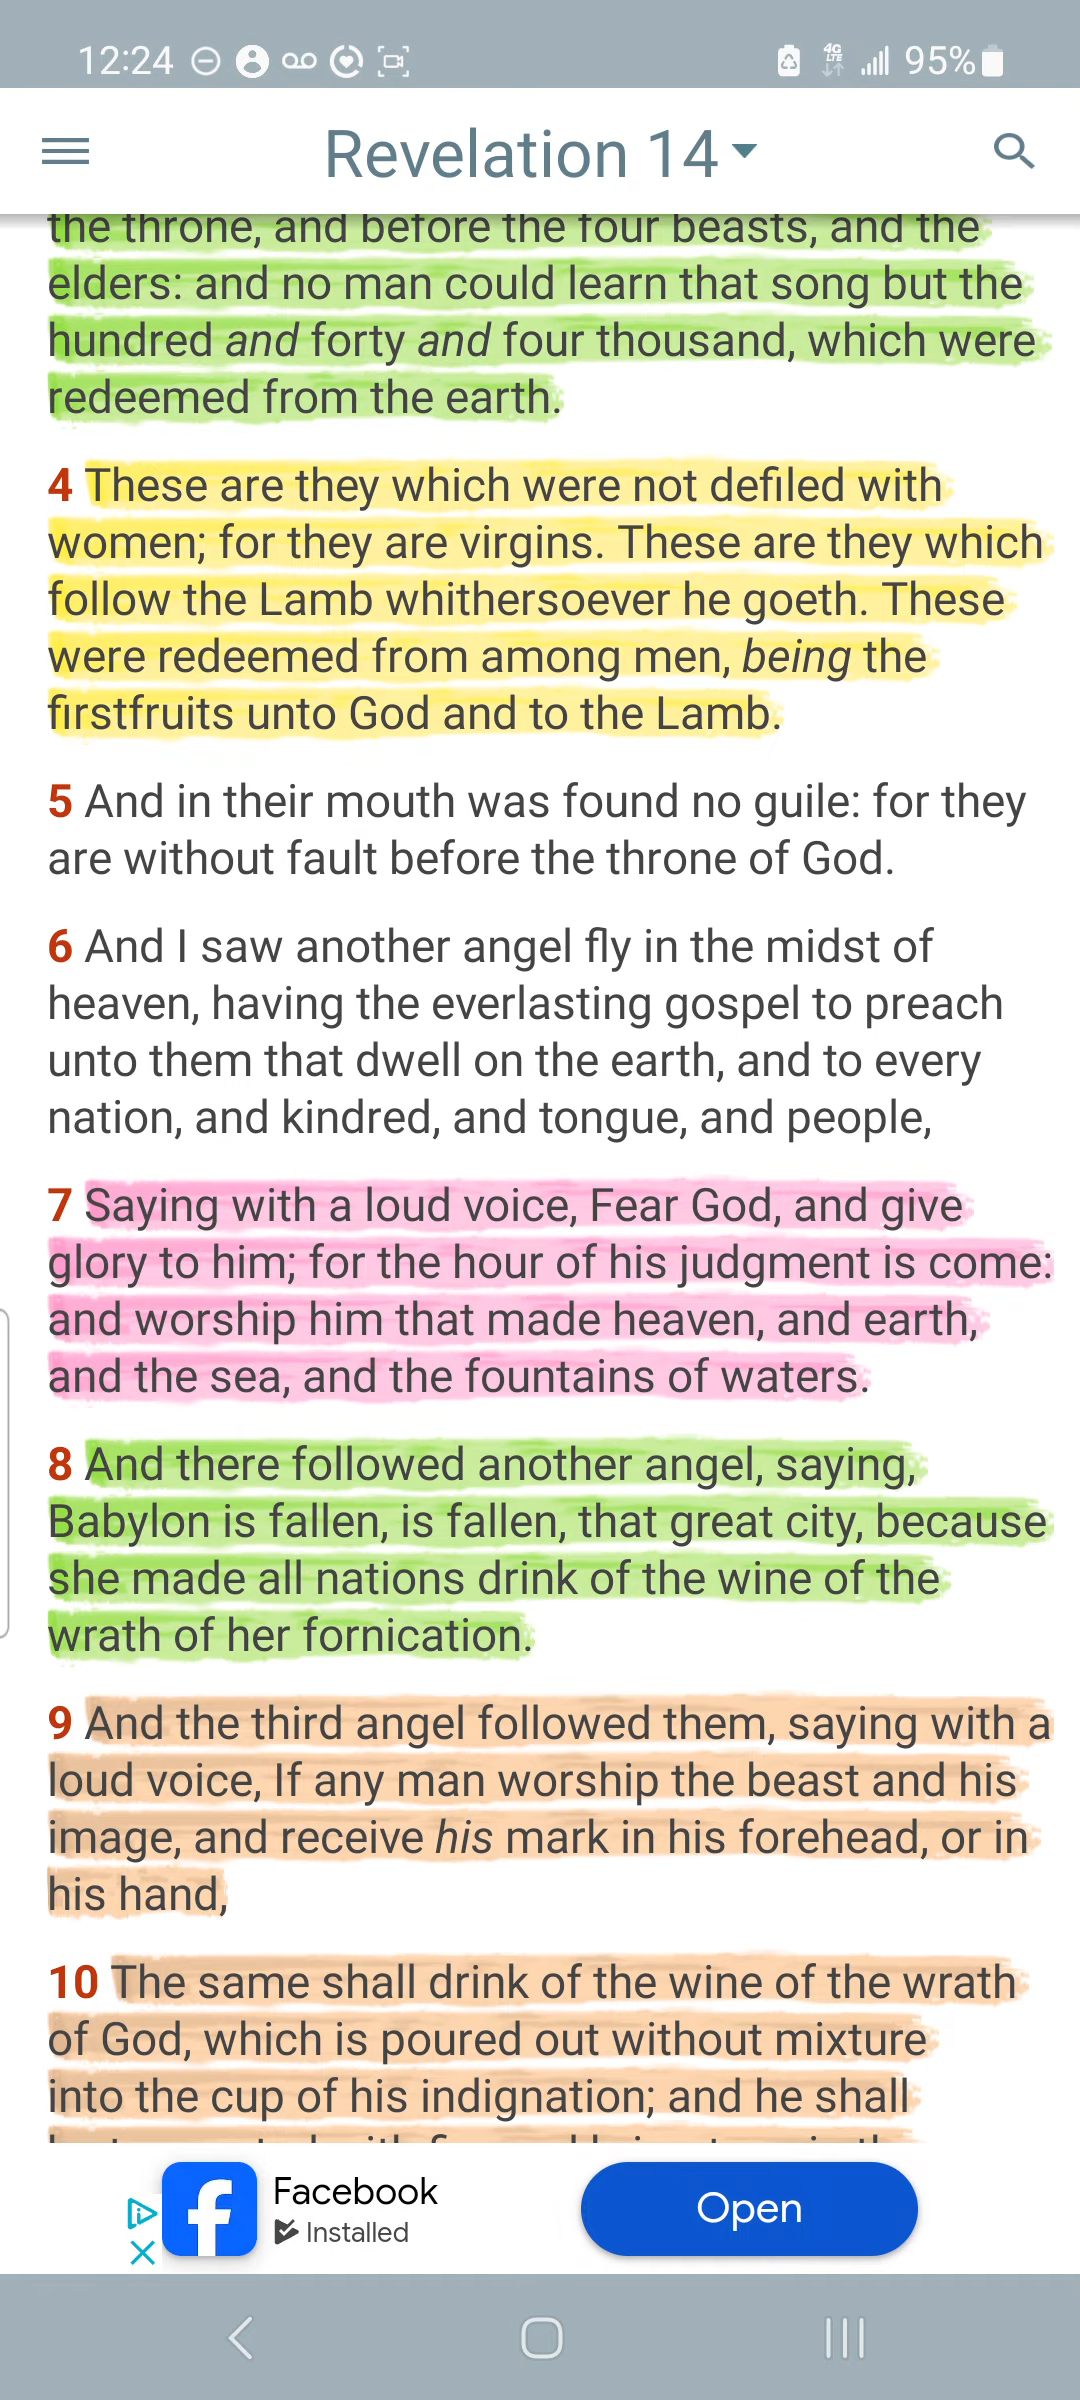 12:24
4G
LTE
95%
Revelation 14
the throne, and before the four beasts, and the
elders: and no man could learn that song but the
hundred and forty and four thousand, which were
redeemed from the earth.
4 These are they which were not defiled with
women; for they are virgins. These are they which
follow the Lamb whithersoever he goeth. These
were redeemed from among men, being the
firstfruits unto God and to the Lamb.
5 And in their mouth was found no guile: for they
are without fault before the throne of God.
6 And I saw another angel fly in the midst of
heaven, having the everlasting gospel to preach
unto them that dwell on the earth, and to every
nation, and kindred, and tongue, and people,
7 Saying with a loud voice, Fear God, and give
glory to him; for the hour of his judgment is come:
and worship him that made heaven, and earth,
and the sea, and the fountains of waters.
8 And there followed another angel, saying,
Babylon is fallen, is fallen, that great city, because
she made all nations drink of the wine of the
wrath of her fornication.
9 And the third angel followed them, saying with a
loud voice, If any man worship the beast and his
image, and receive his mark in his forehead, or in
his hand,
10 The same shall drink of the wine of the wrath
of God, which is poured out without mixture
into the cup of his indignation; and he shall
Facebook
Installed
Open